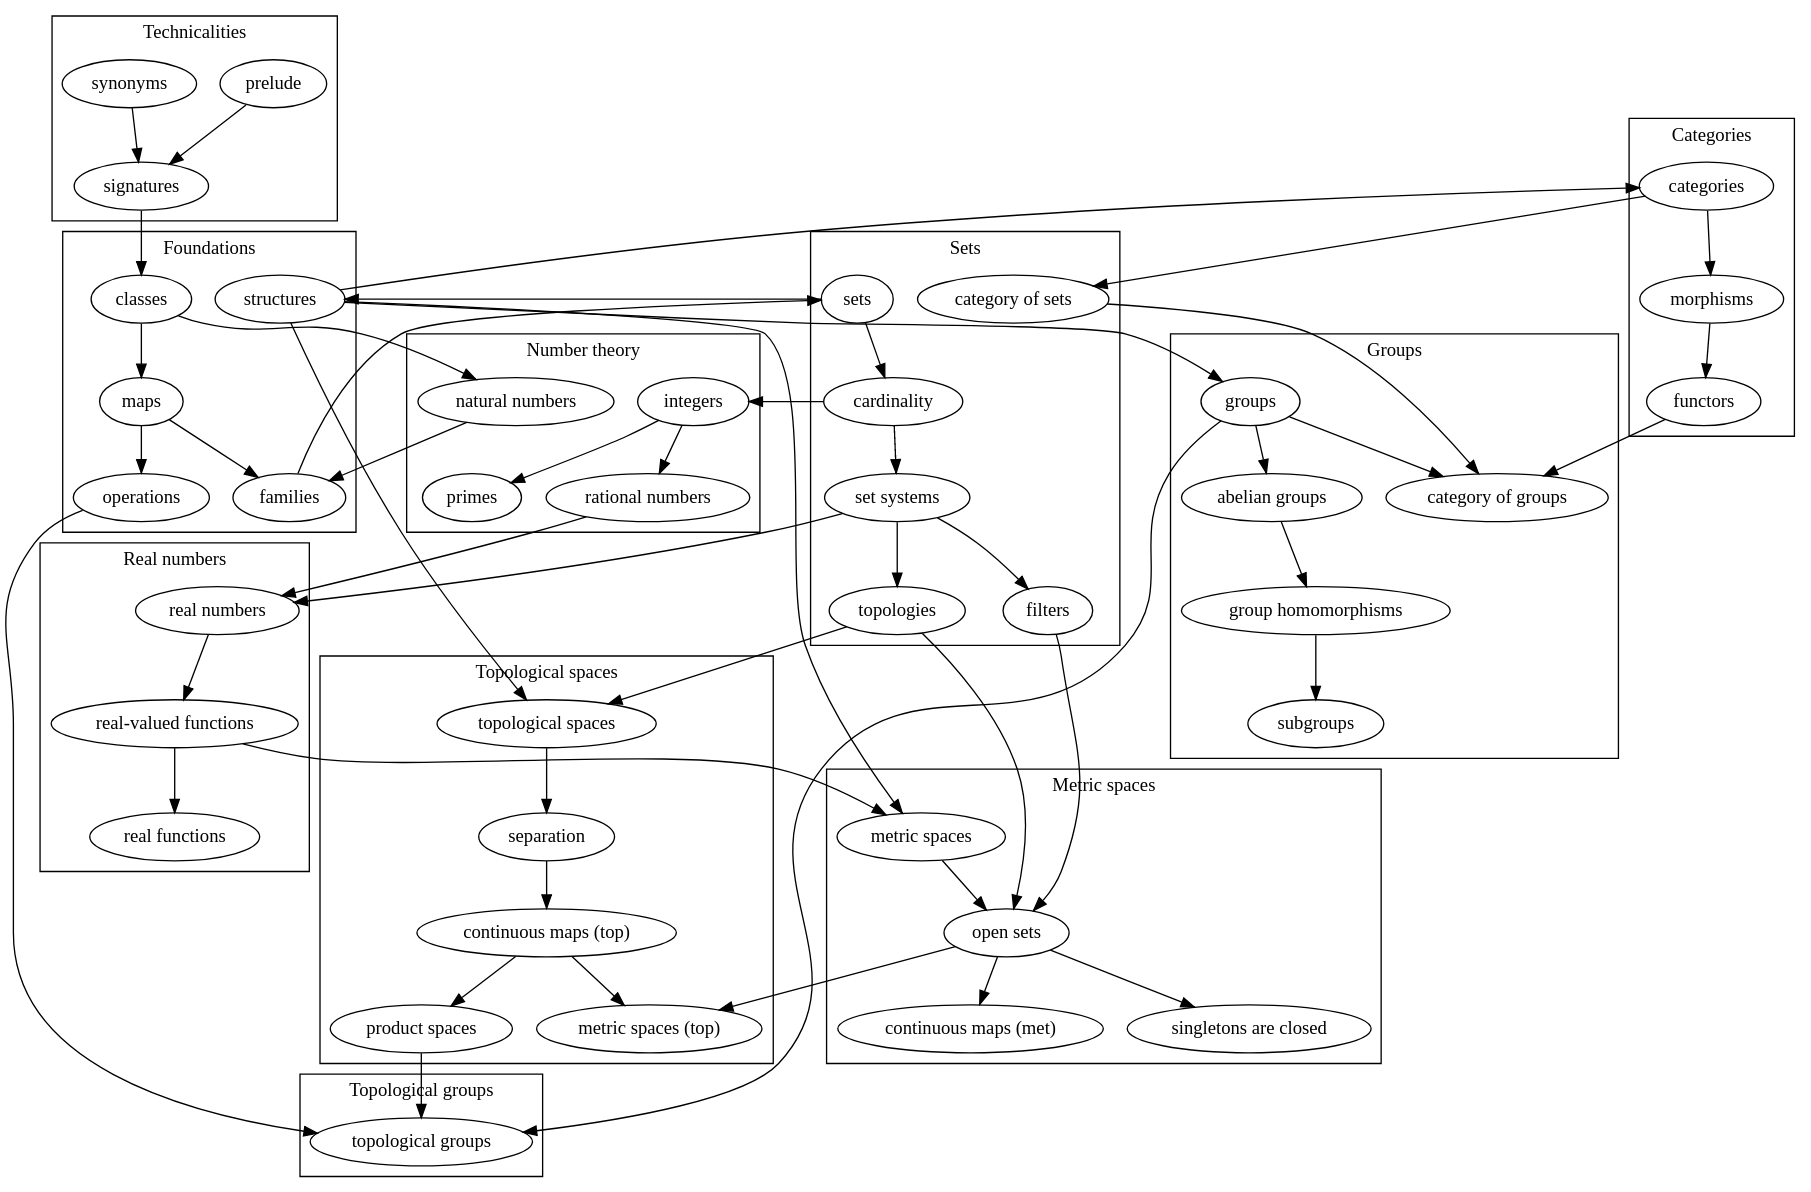 Technicalities
synonyms
prelude
signatures
Categories
categories
morphisms
functors
Foundations
classes
structures
maps
operations
families
Sets
sets
category of sets
cardinality
set systems
topologies
filters
Number theory
natural numbers
integers
primes
rational numbers
Groups
groups
abelian groups
category of groups
group homomorphisms
subgroups
Real numbers
real numbers
real-valued functions
real functions
Topological spaces
topological spaces
separation
continuous maps (top)
product spaces
metric spaces (top)
Metric spaces
metric spaces
open sets
continuous maps (met)
singletons are closed
Topological groups
topological groups